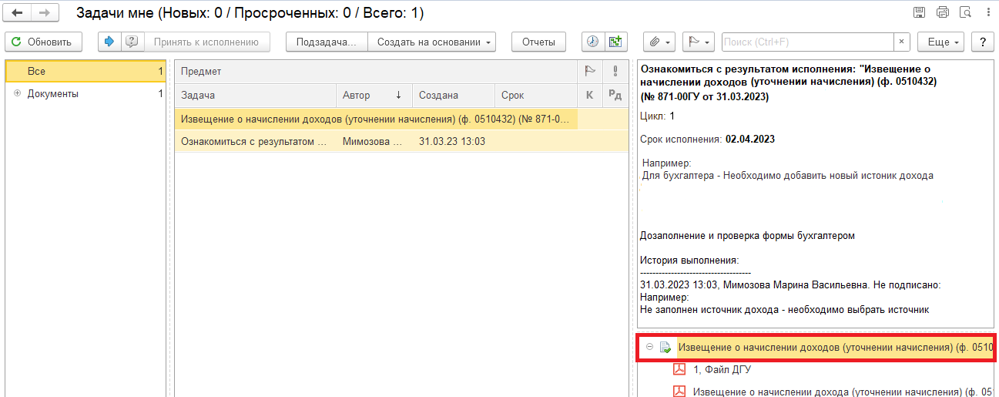 Задачи мне (Новых: 0 / Просроченных: 0 / Всего: 1)
Обновить
Принять к исполнению
Подзадача...
Создать на основании
Отчеты
Поиск (Ctrl+F)
×
Еще
?
Все 1
Документы 1
Предмет
Задача Автор ↓ Создана Срок К Рд
Извещение о начислении доходов (уточнении начисления) (ф. 0510432) (№ 871-0...
Ознакомиться с результатом ... Мимозова ... 31.03.23 13:03
Ознакомиться с результатом исполнения: "Извещение о
начислении доходов (уточнении начисления) (ф. 0510432)
(№ 871-00ГУ от 31.03.2023)
Цикл: 1
Срок исполнения: 02.04.2023
Например:
Для бухгалтера - Необходимо добавить новый истоник дохода
Дозаполнение и проверка формы бухгалтером
История выполнения:
------------------------------------
31.03.2023 13:03, Мимозова Марина Васильевна. Не подписано:
Например:
Не заполнен источник дохода - необходимо выбрать источник
Извещение о начислении доходов (уточнении начисления) (ф. 0510
1, Файл ДГУ
Извещение о начислении дохода (уточнении начисления) (ф. 05